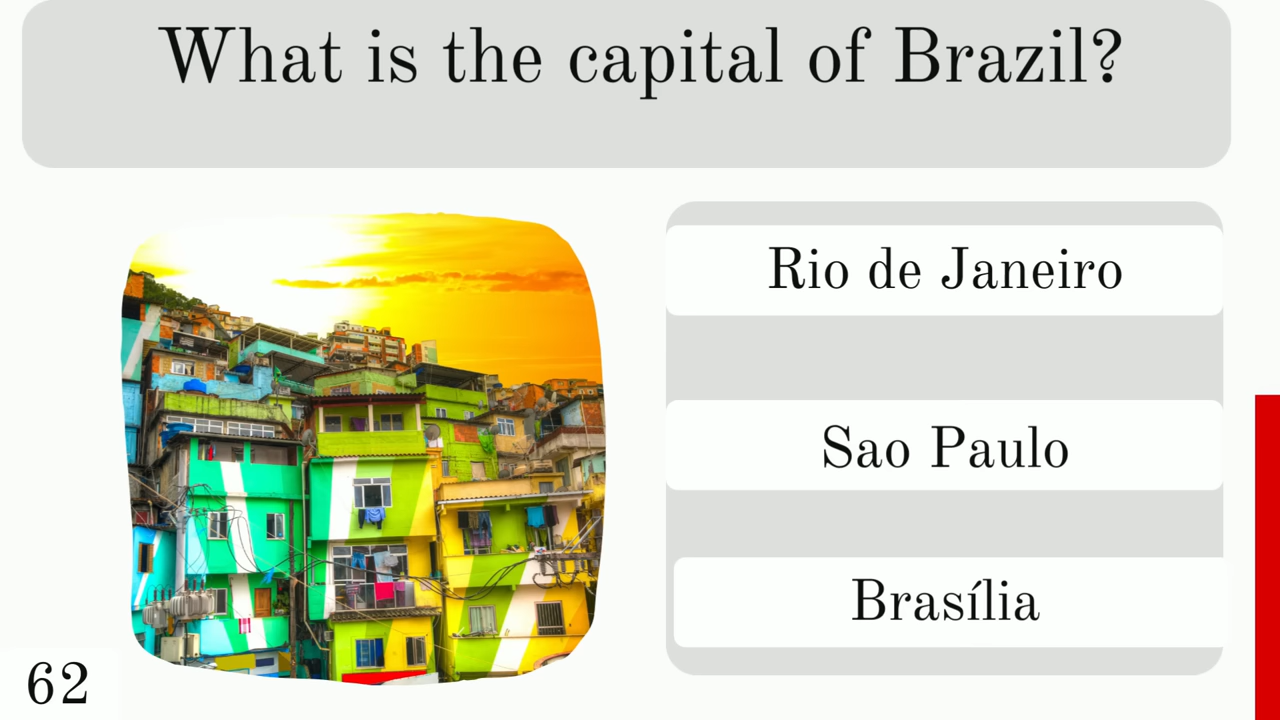 What is the capital of Brazil?
Rio de Janeiro
Sao Paulo
Brasília
62